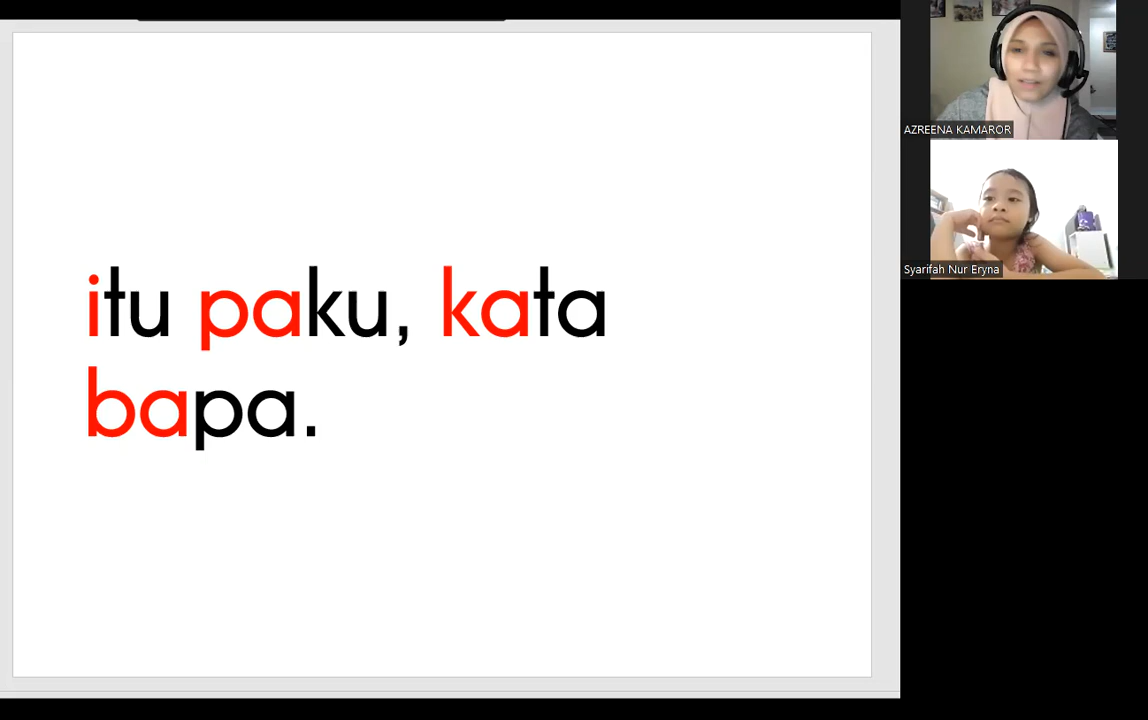 itu paku, kata
bapa.
AZREENA KAMAROR
Syarifah Nur Eryna